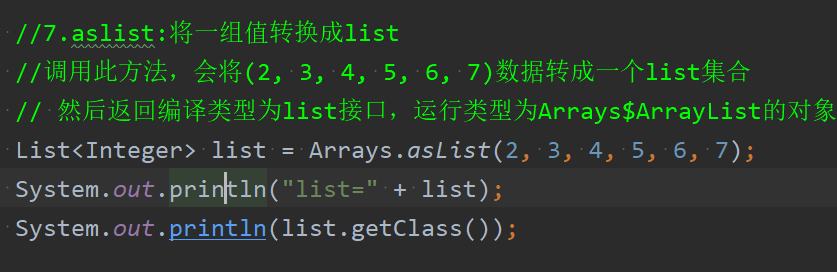 //7.aslist:将一组值转换成list
//调用此方法，会将(2, 3, 4, 5, 6, 7)数据转成一个list集合
// 然后返回编译类型为list接口，运行类型为Arrays$ArrayList的对象
List<Integer> list = Arrays.asList(2, 3, 4, 5, 6, 7);
System.out.println("list=" + list);
System.out.println(list.getClass());